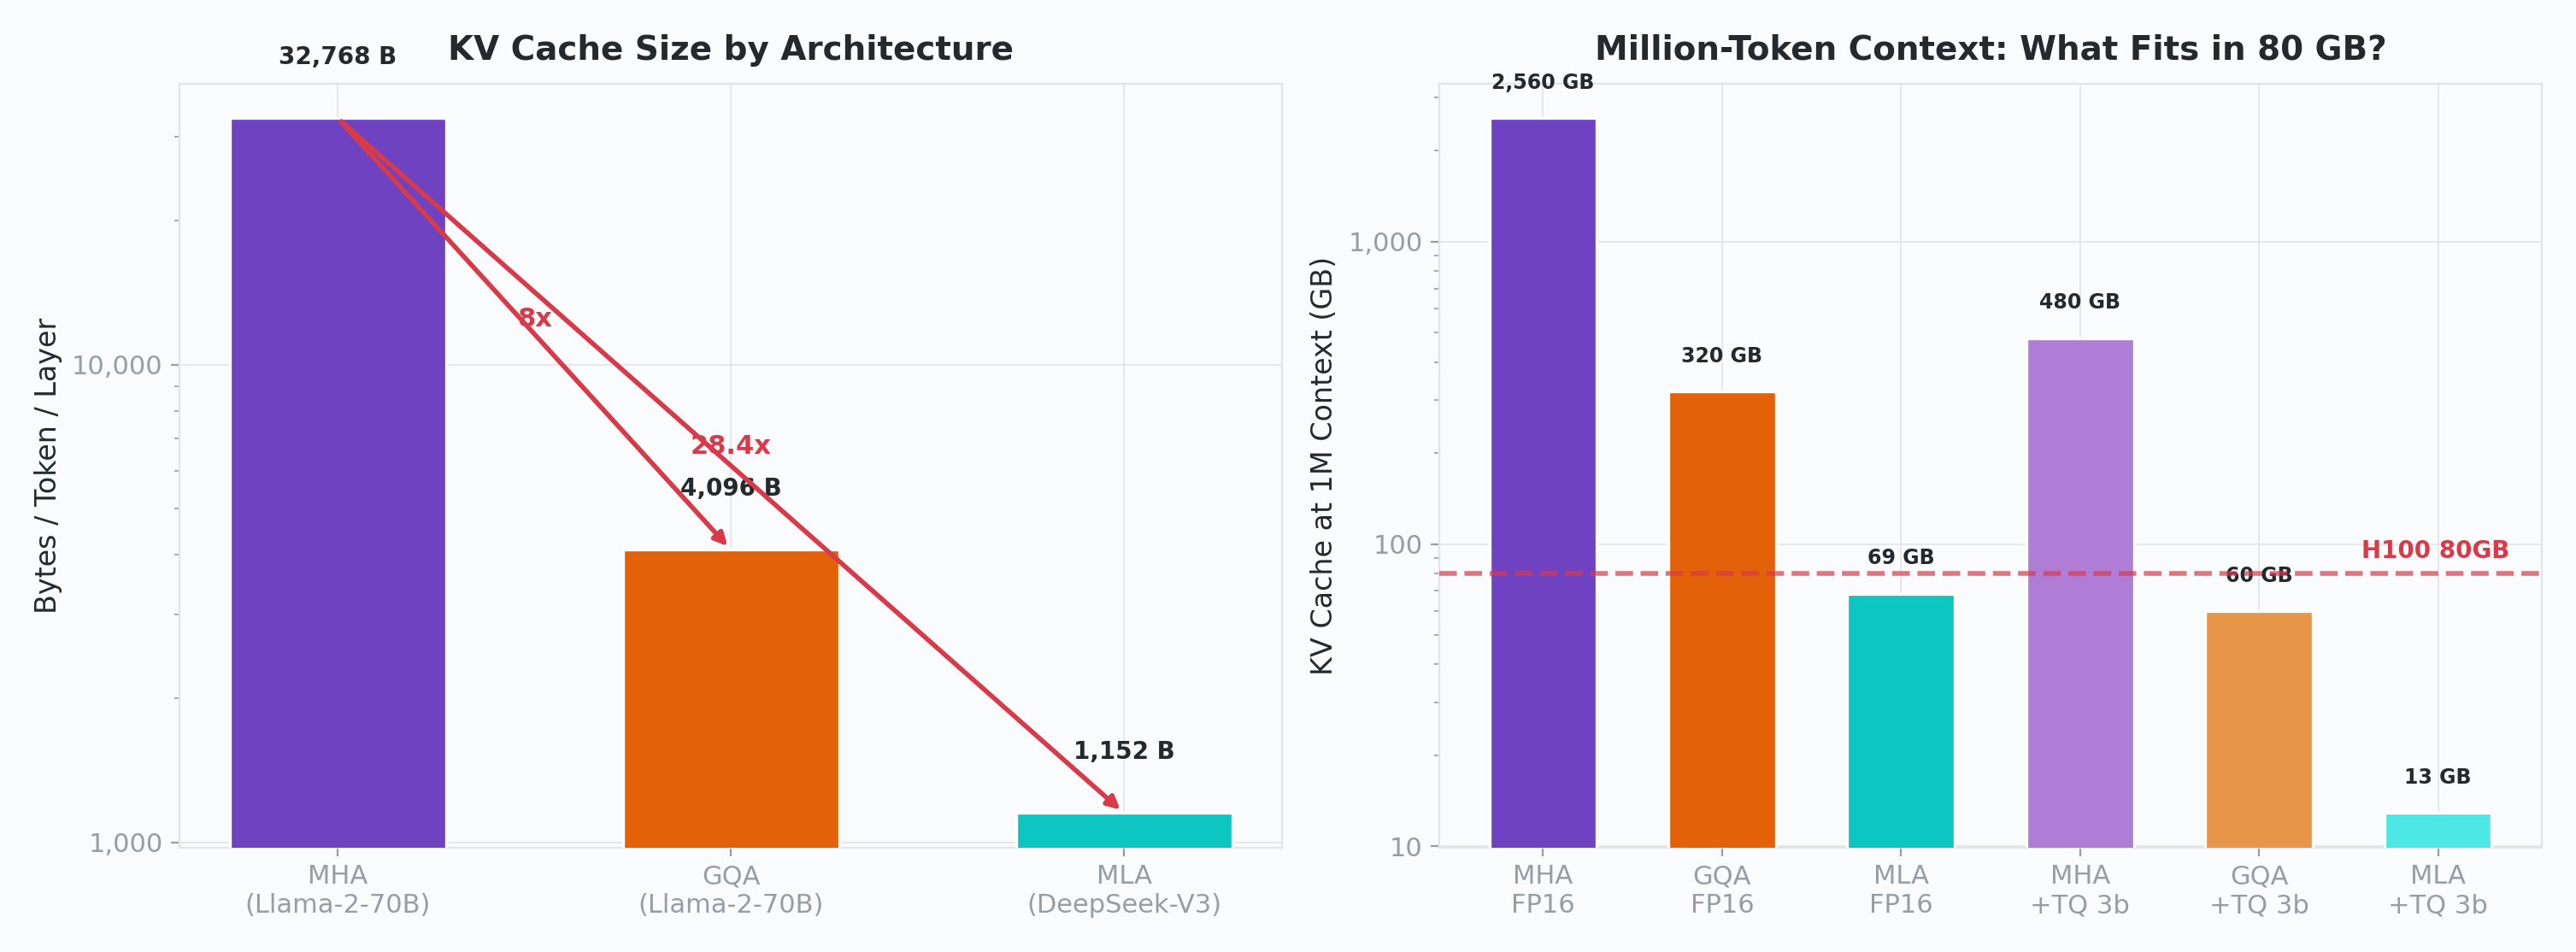 KV Cache Size by Architecture
32,768 B
8x
28.4x
4,096 B
1,152 B
Bytes / Token / Layer
10,000
1,000
MHA
(Llama-2-70B)
GQA
(Llama-2-70B)
MLA
(DeepSeek-V3)
Million-Token Context: What Fits in 80 GB?
2,560 GB
320 GB
69 GB
480 GB
60 GB
13 GB
H100 80GB
KV Cache at 1M Context (GB)
1,000
100
10
MHA
FP16
GQA
FP16
MLA
FP16
MHA
+TQ 3b
GQA
+TQ 3b
MLA
+TQ 3b